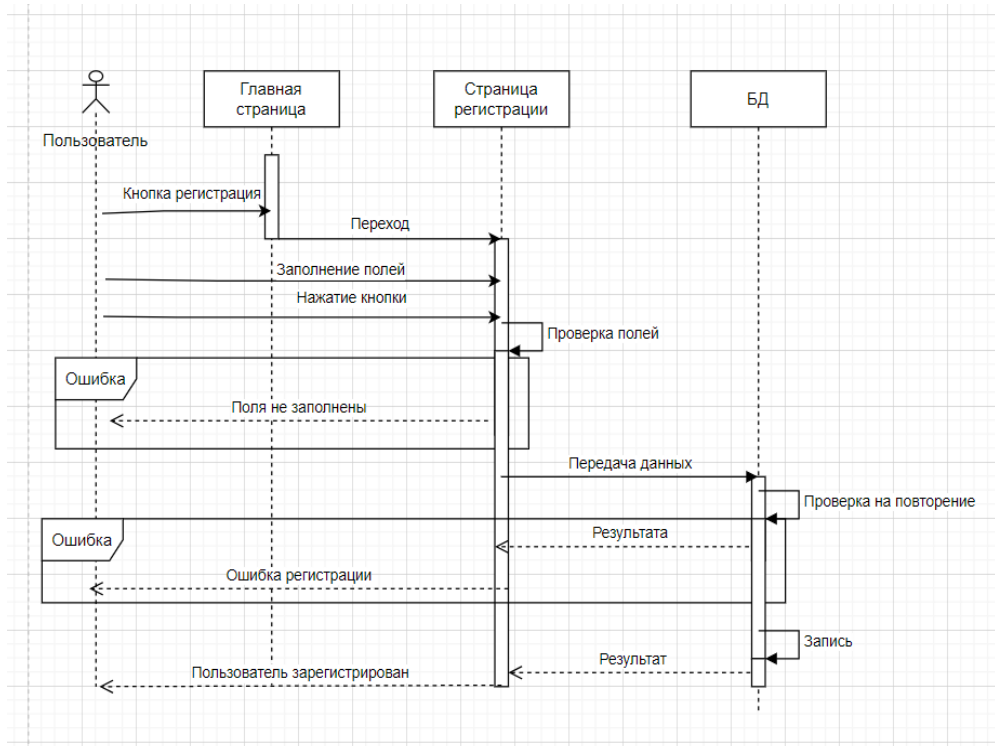 Главная
страница
Страница
регистрации
БД
Пользователь
Кнопка регистрация
Переход
Заполнение полей
Нажатие кнопки
Проверка полей
Ошибка
Поля не заполнены
Передача данных
Проверка на повторение
Ошибка
Результата
Ошибка регистрации
Запись
Результат
Пользователь зарегистрирован